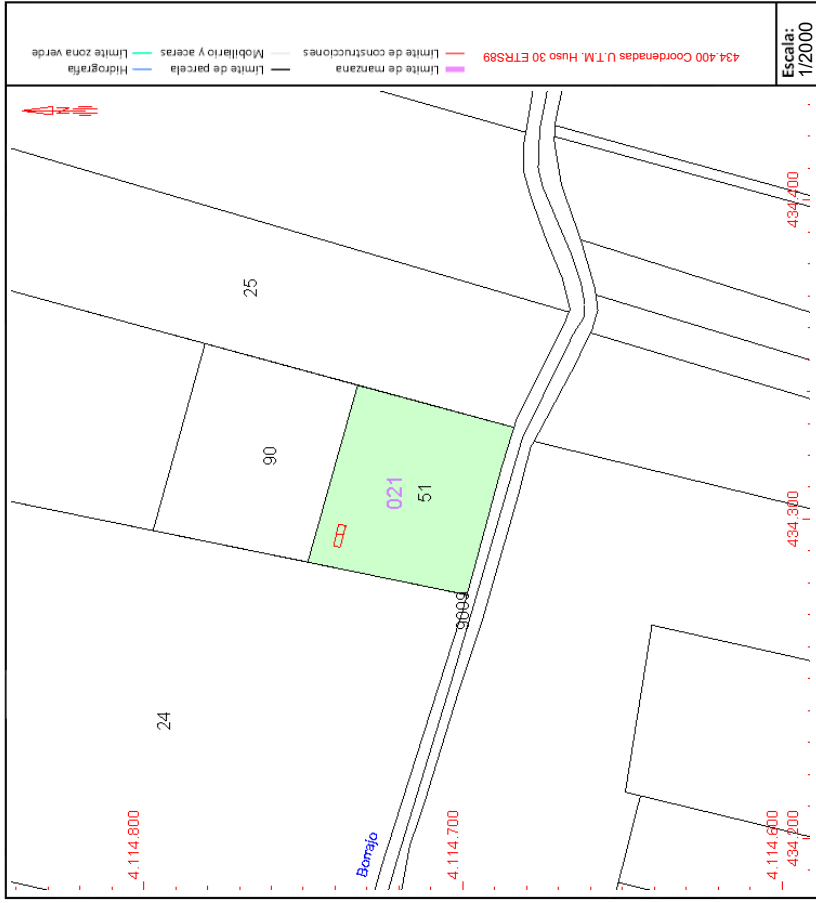 Límite de manzana
Límite de construcciones
Límite de parcela
Mobiliario y aceras
Hidrografía
Límite zona verde
434.400 Coordenadas U.T.M. Huso 30 ETRS89
Escala:
1/2000
25
90
021
51
9009
24
Borrajo
4.114.800
4.114.700
4.114.600
434.200
434.300
434.400